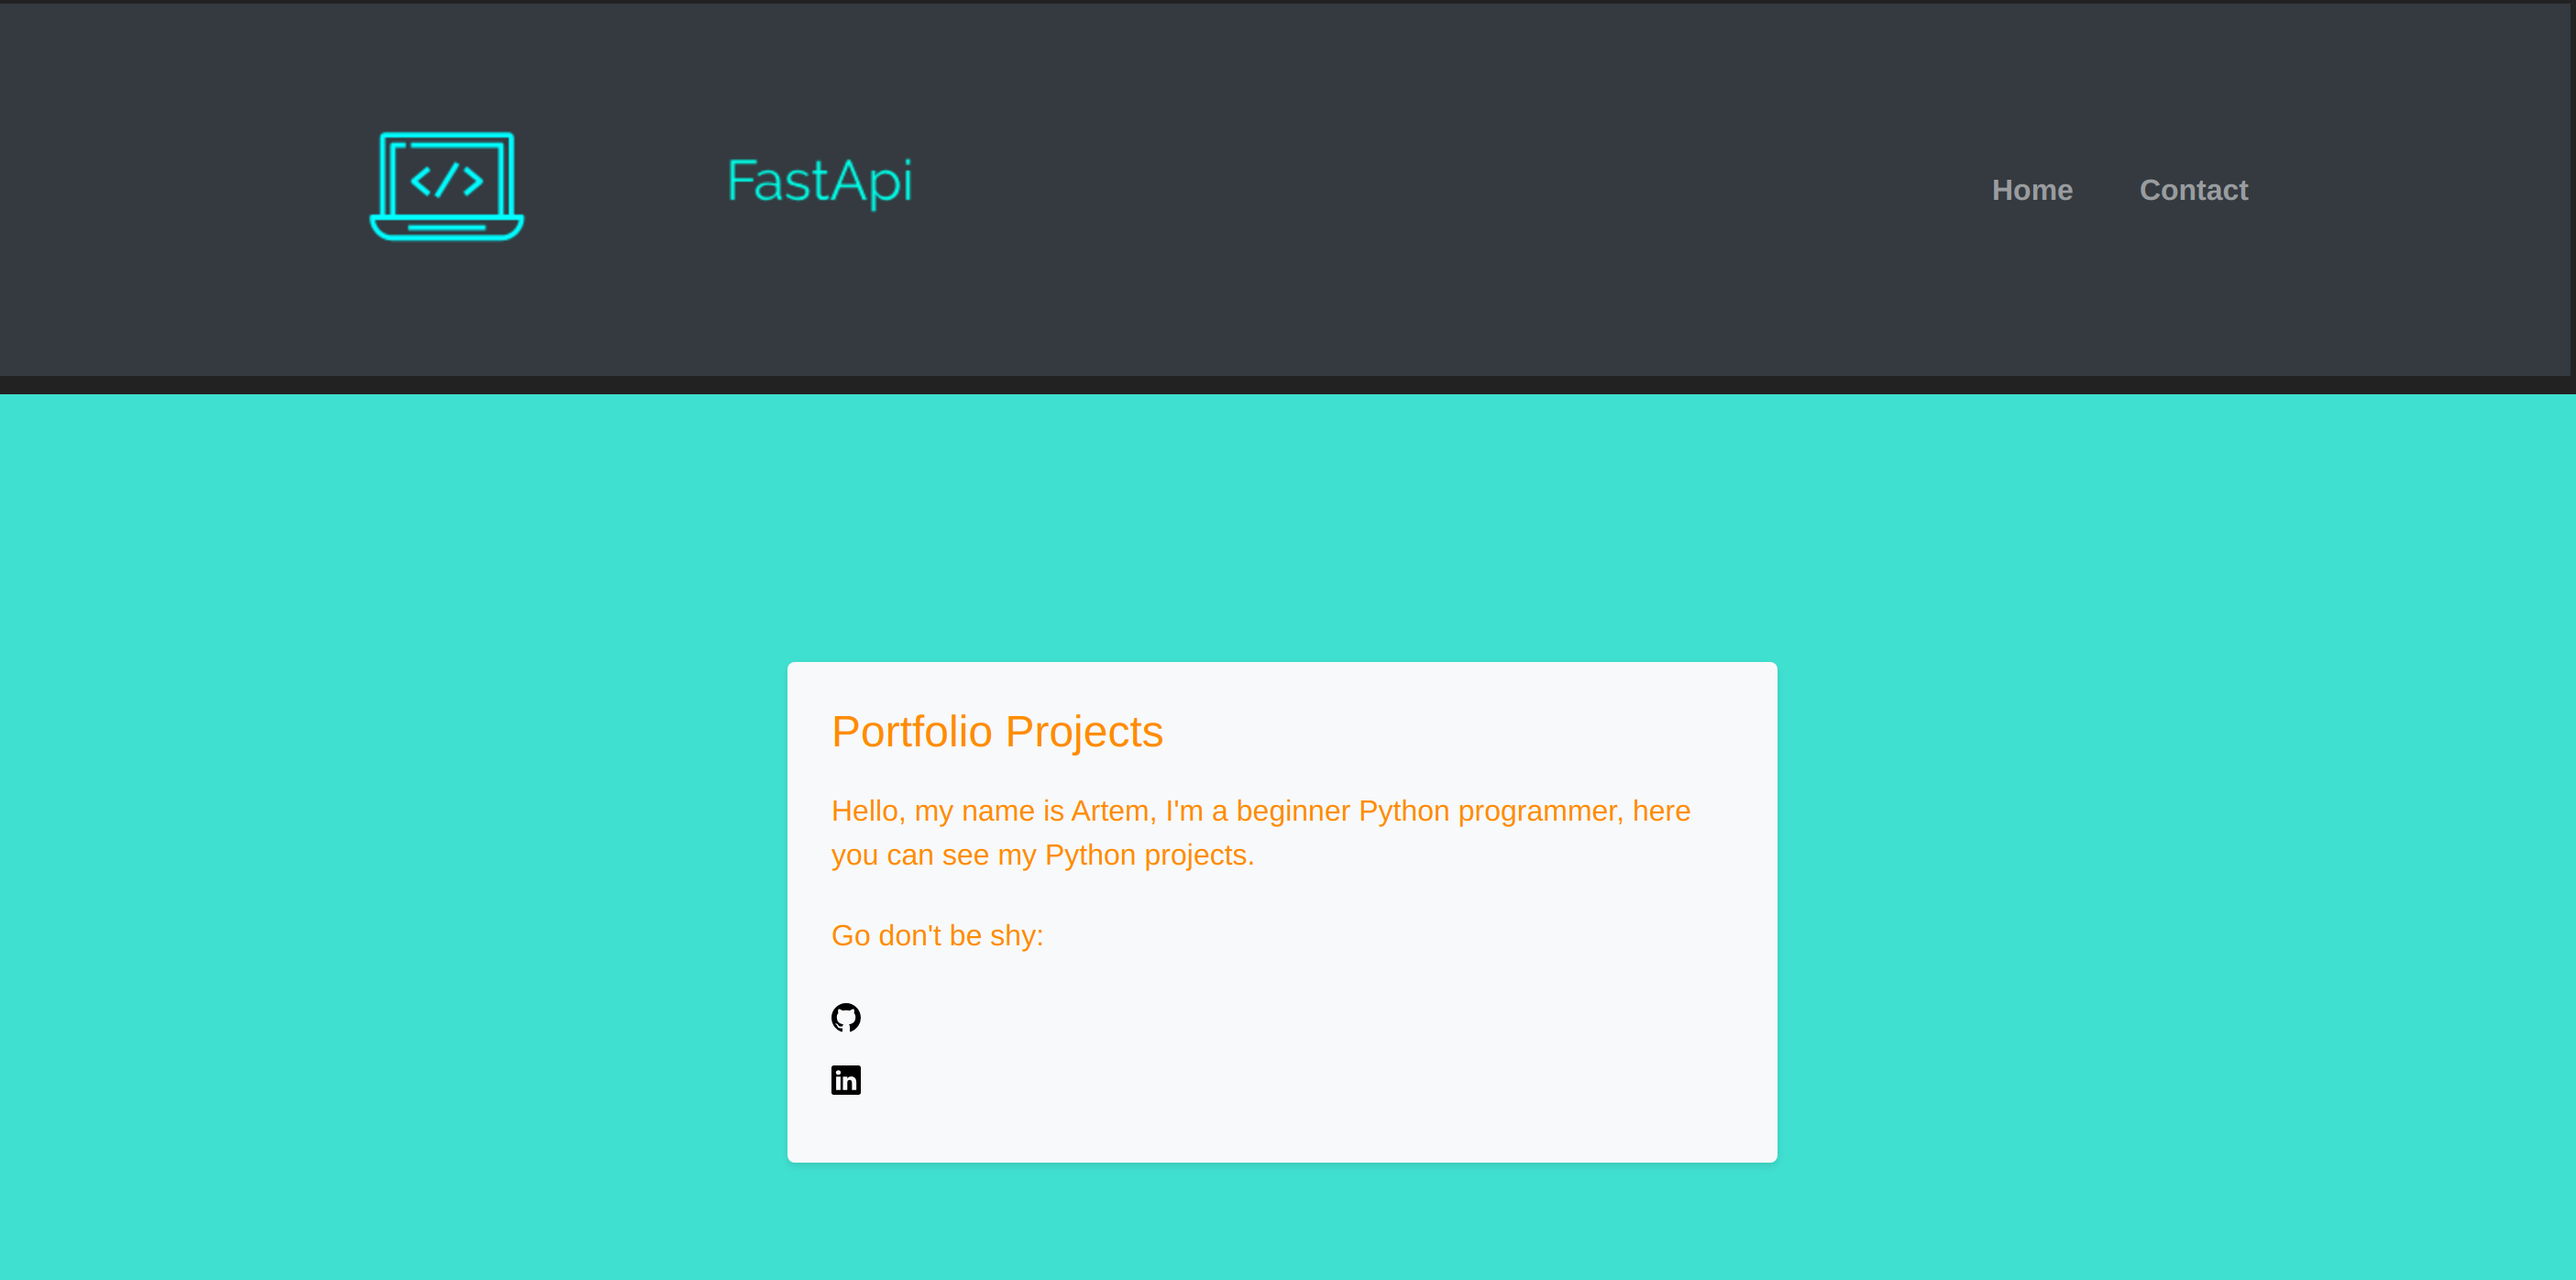 </>
FastApi
Home
Contact
Portfolio Projects
Hello, my name is Artem, I'm a beginner Python programmer, here
you can see my Python projects.
Go don't be shy:
in